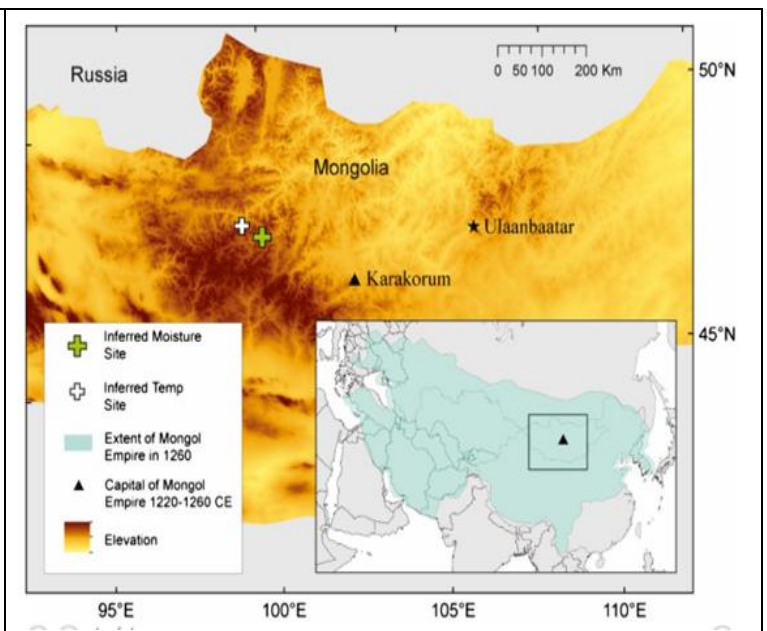 Russia
0 50 100 200 Km
50°N
Mongolia
Ulaanbaatar
Karakorum
45°N
Inferred Moisture
Site
Inferred Temp
Site
Extent of Mongol
Empire in 1260
Capital of Mongol
Empire 1220-1260 CE
Elevation
95°E
100°E
105°E
110°E